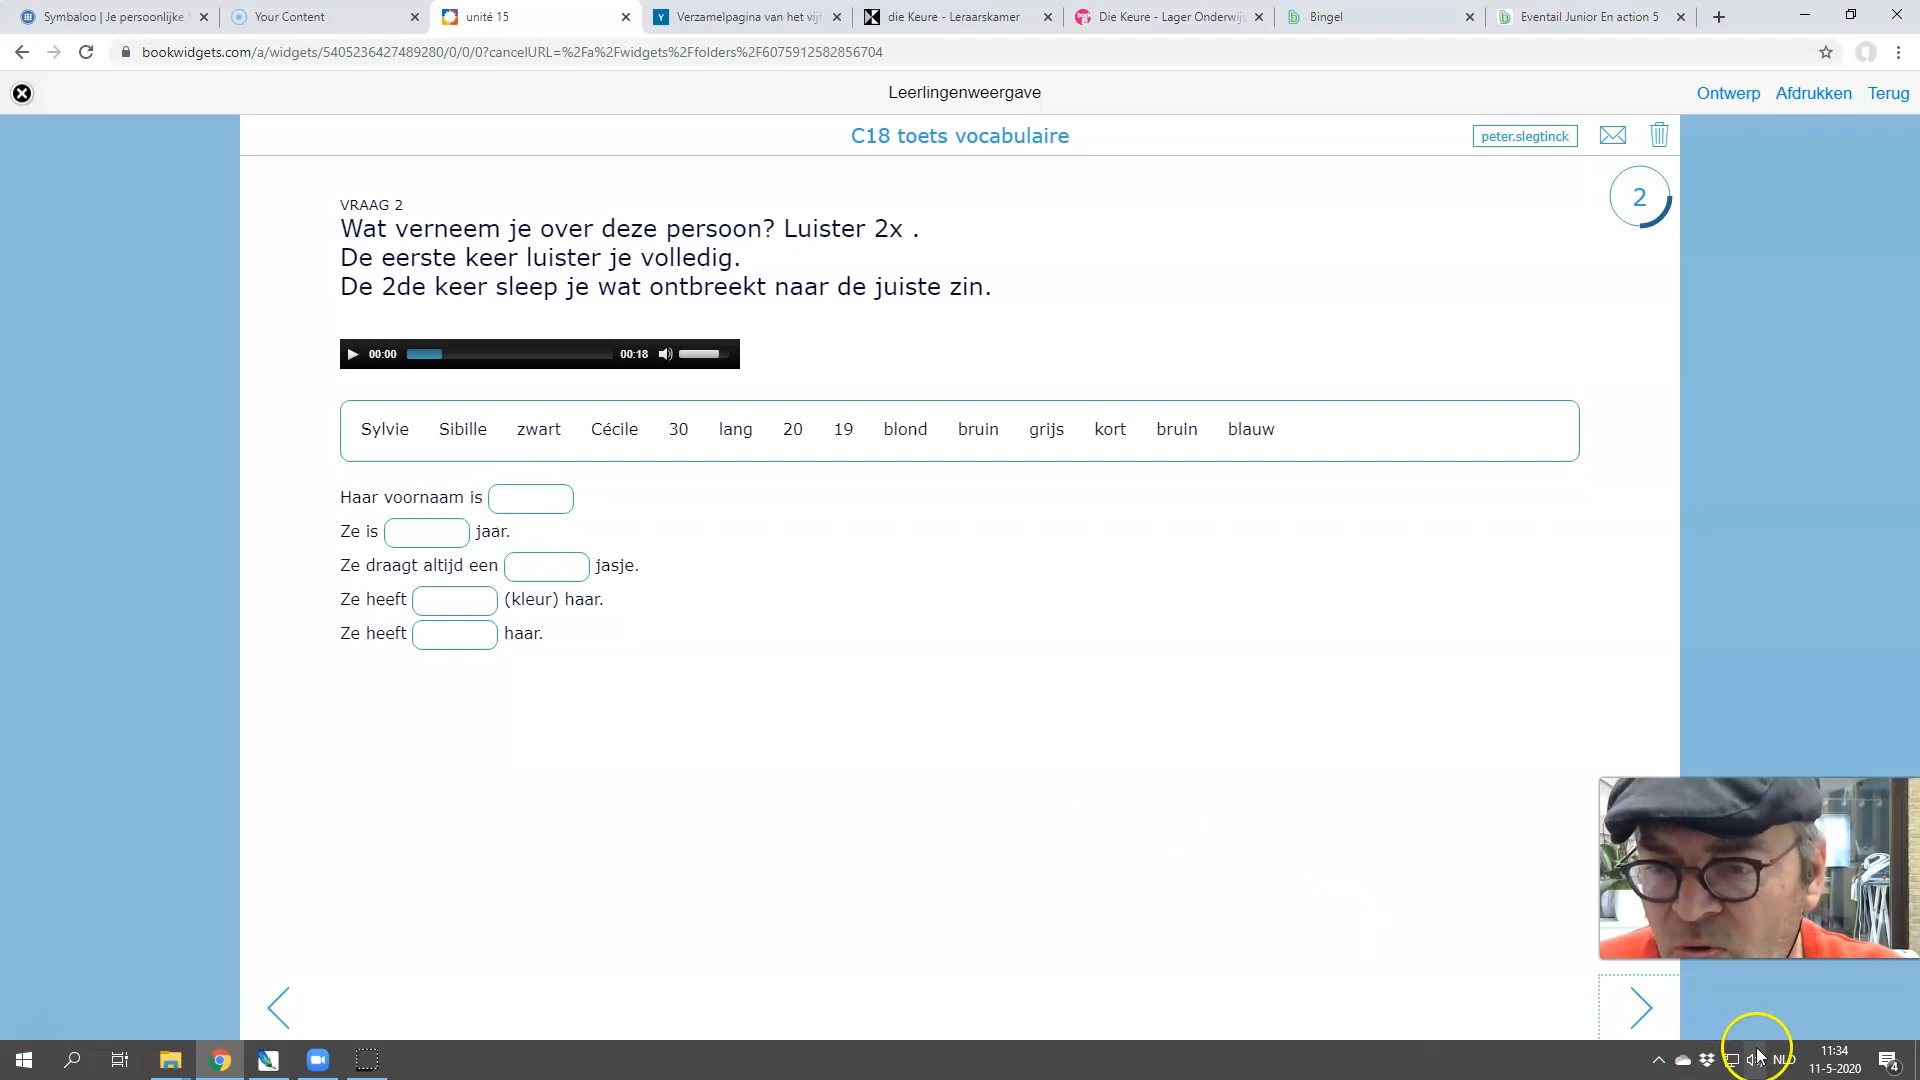 Symbaloo | Je persoonlijke
Your Content
unité 15
Verzamelpagina van het vijf
die Keure - Leraarskamer
Die Keure - Lager Onderwijs
Bingel
Eventail Junior En action 5
bookwidgets.com/a/widgets/5405236427489280/0/0/0?cancelURL=%2Fa%2Fwidgets%2Ffolders%2F6075912582856704
Leerlingenweergave
Ontwerp Afdrukken Terug
C18 toets vocabulaire
peter.slegtinck
2
VRAAG 2
Wat verneem je over deze persoon? Luister 2x .
De eerste keer luister je volledig.
De 2de keer sleep je wat ontbreekt naar de juiste zin.
00:00 00:18
Sylvie Sibille zwart Cécile 30 lang 20 19 blond bruin grijs kort bruin blauw
Haar voornaam is
Ze is jaar.
Ze draagt altijd een jasje.
Ze heeft (kleur) haar.
Ze heeft haar.
NLD
11:34
11-5-2020
4